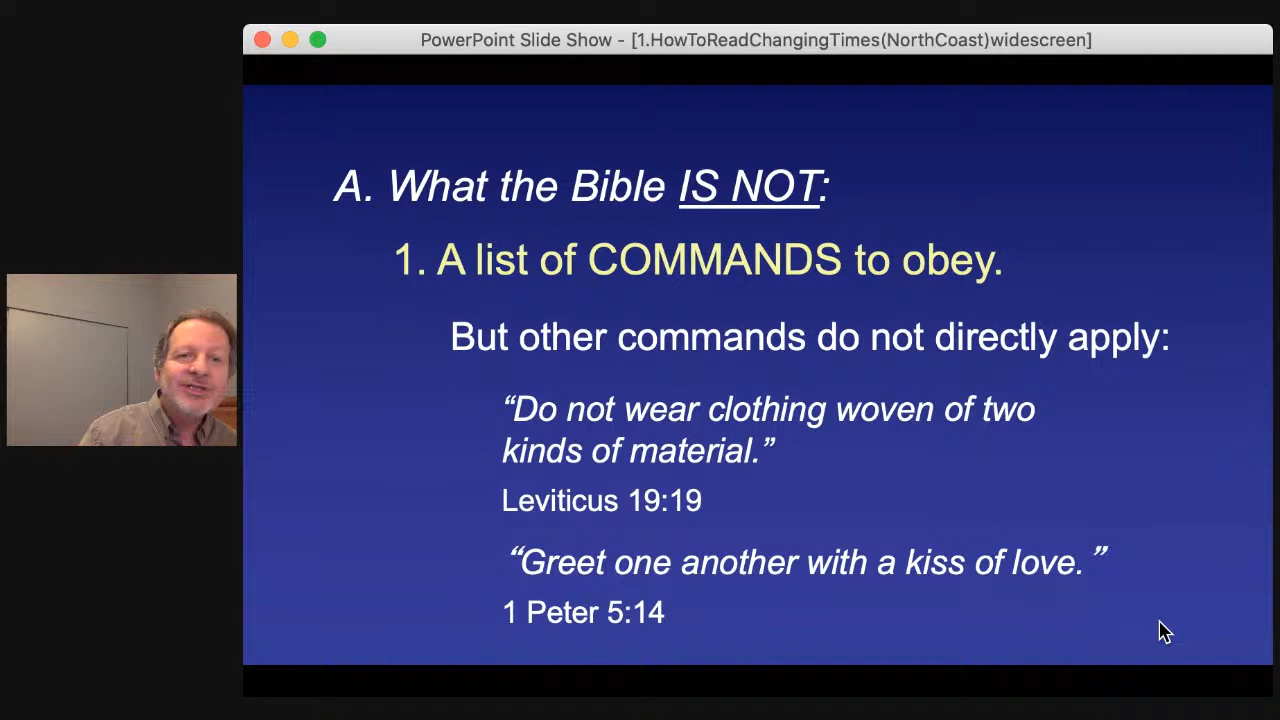 PowerPoint Slide Show - [1.HowToReadChangingTimes(NorthCoast)widescreen]
A. What the Bible IS NOT:
1. A list of COMMANDS to obey.
But other commands do not directly apply:
“Do not wear clothing woven of two
kinds of material.”
Leviticus 19:19
“Greet one another with a kiss of love.”
1 Peter 5:14